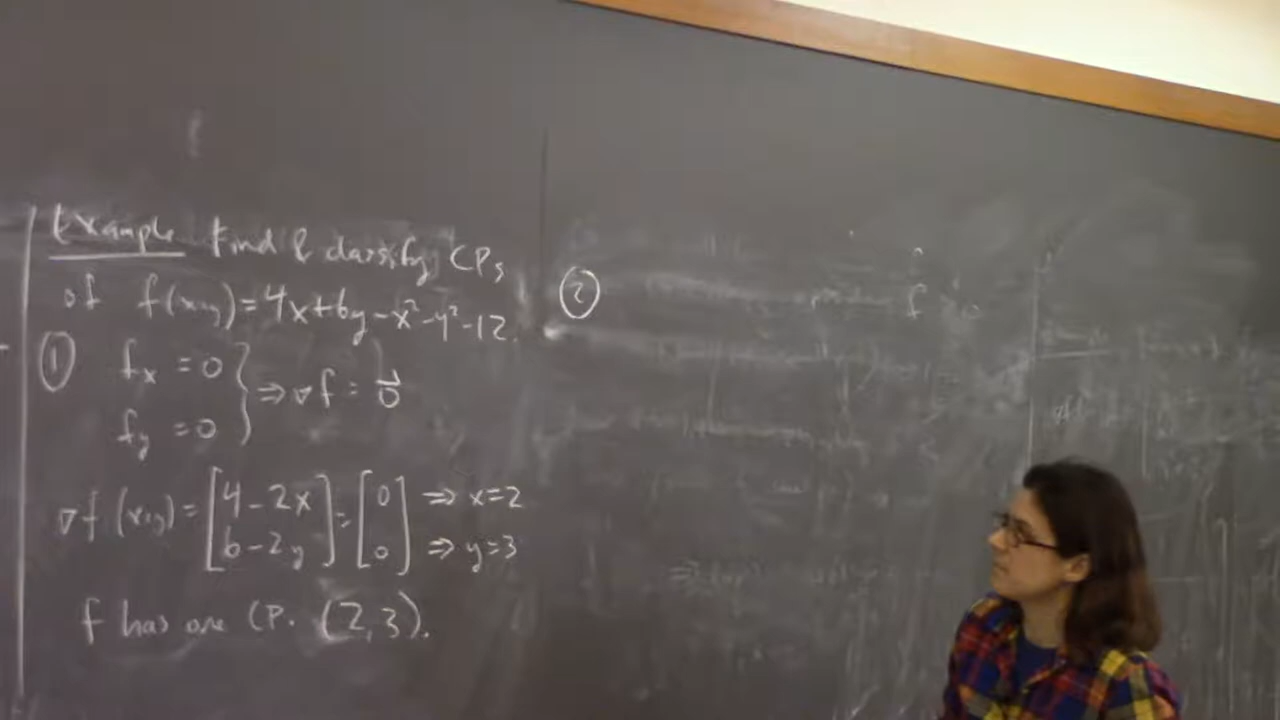 Example Find & classify CPs
of f(x,y)=4x+6y-x²-y²-12.
① fx = 0
fy = 0 } ⇒ ∇f = 0⃗
∇f (x,y) = [4-2x
6-2y] = [0
0] ⇒ x=2
⇒ y=3
f has one CP. (2,3).
②